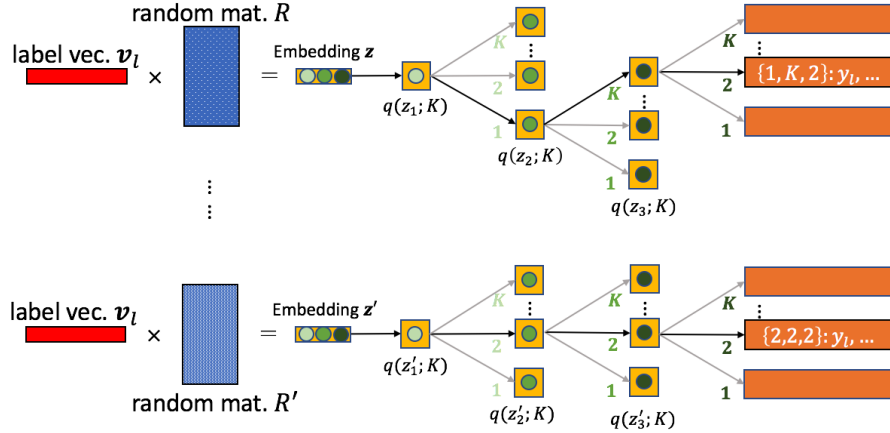 random mat. R
label vec. v_l
×
=
Embedding z
q(z_1; K)
K
⋮
2
1
q(z_2; K)
K
⋮
2
1
q(z_3; K)
K
⋮
2
1
{1, K, 2}: y_l, ...
⋮
label vec. v_l
×
=
Embedding z'
q(z'_1; K)
K
⋮
2
1
q(z'_2; K)
K
⋮
2
1
q(z'_3; K)
K
⋮
2
1
{2,2,2}: y_l, ...
random mat. R'